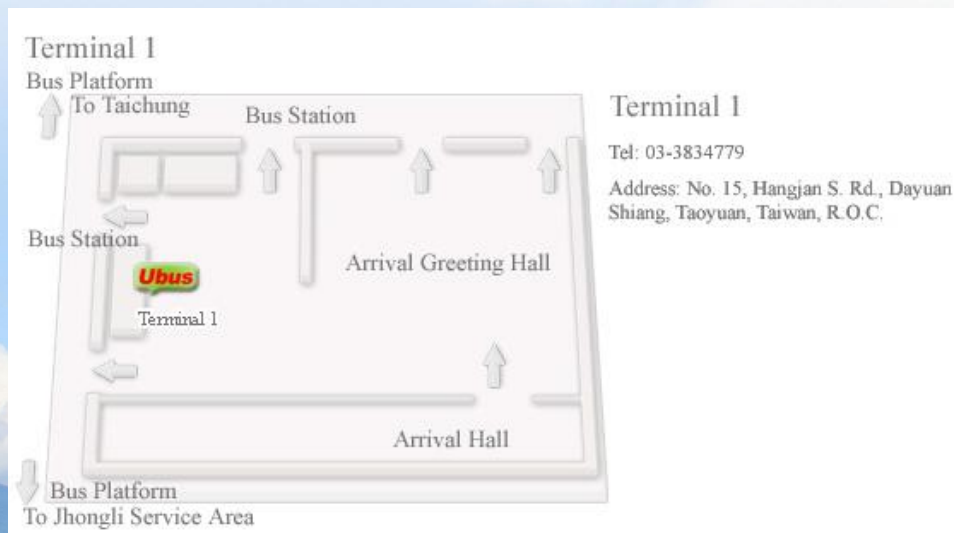 Terminal 1
Bus Platform
To Taichung
Bus Station
Bus Station
Ubus
Terminal 1
Arrival Greeting Hall
Arrival Hall
Bus Platform
To Jhongli Service Area
Terminal 1
Tel: 03-3834779
Address: No. 15, Hangjan S. Rd., Dayuan
Shiang, Taoyuan, Taiwan, R.O.C.